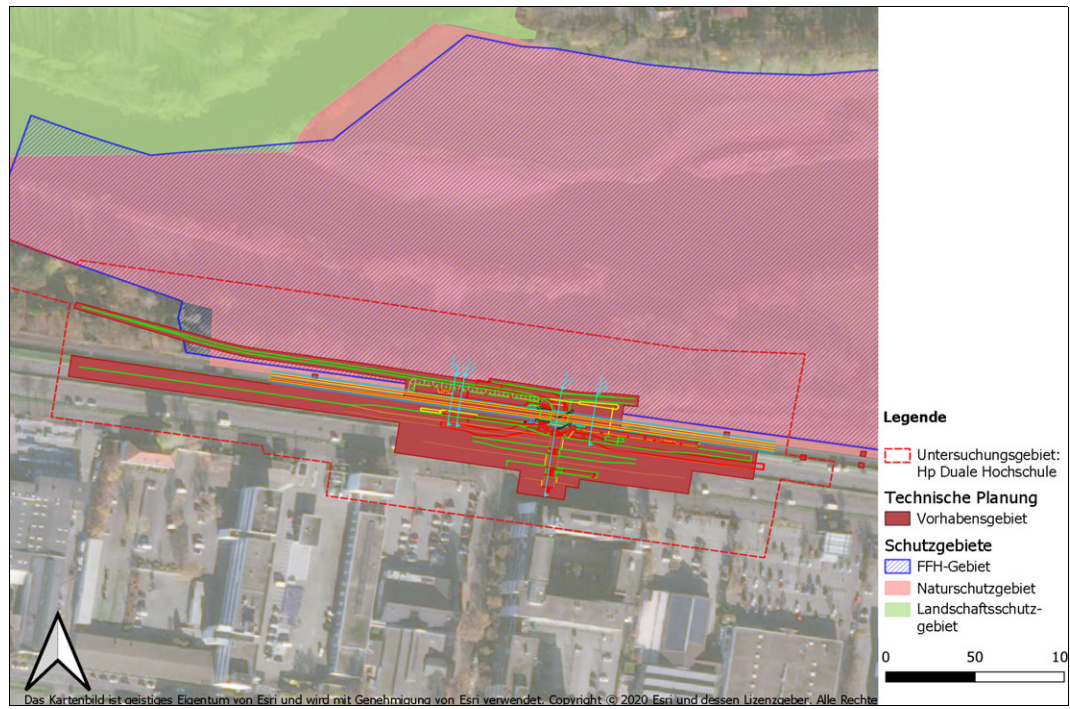 Legende
Untersuchungsgebiet:
Hp Duale Hochschule
Technische Planung
Vorhabensgebiet
Schutzgebiete
FFH-Gebiet
Naturschutzgebiet
Landschaftsschutz-
gebiet
0 50 10
Das Kartenbild ist geistiges Eigentum von Esri und wird mit Genehmigung von Esri verwendet. Copyright © 2020 Esri und dessen Lizenzgeber. Alle Rechte